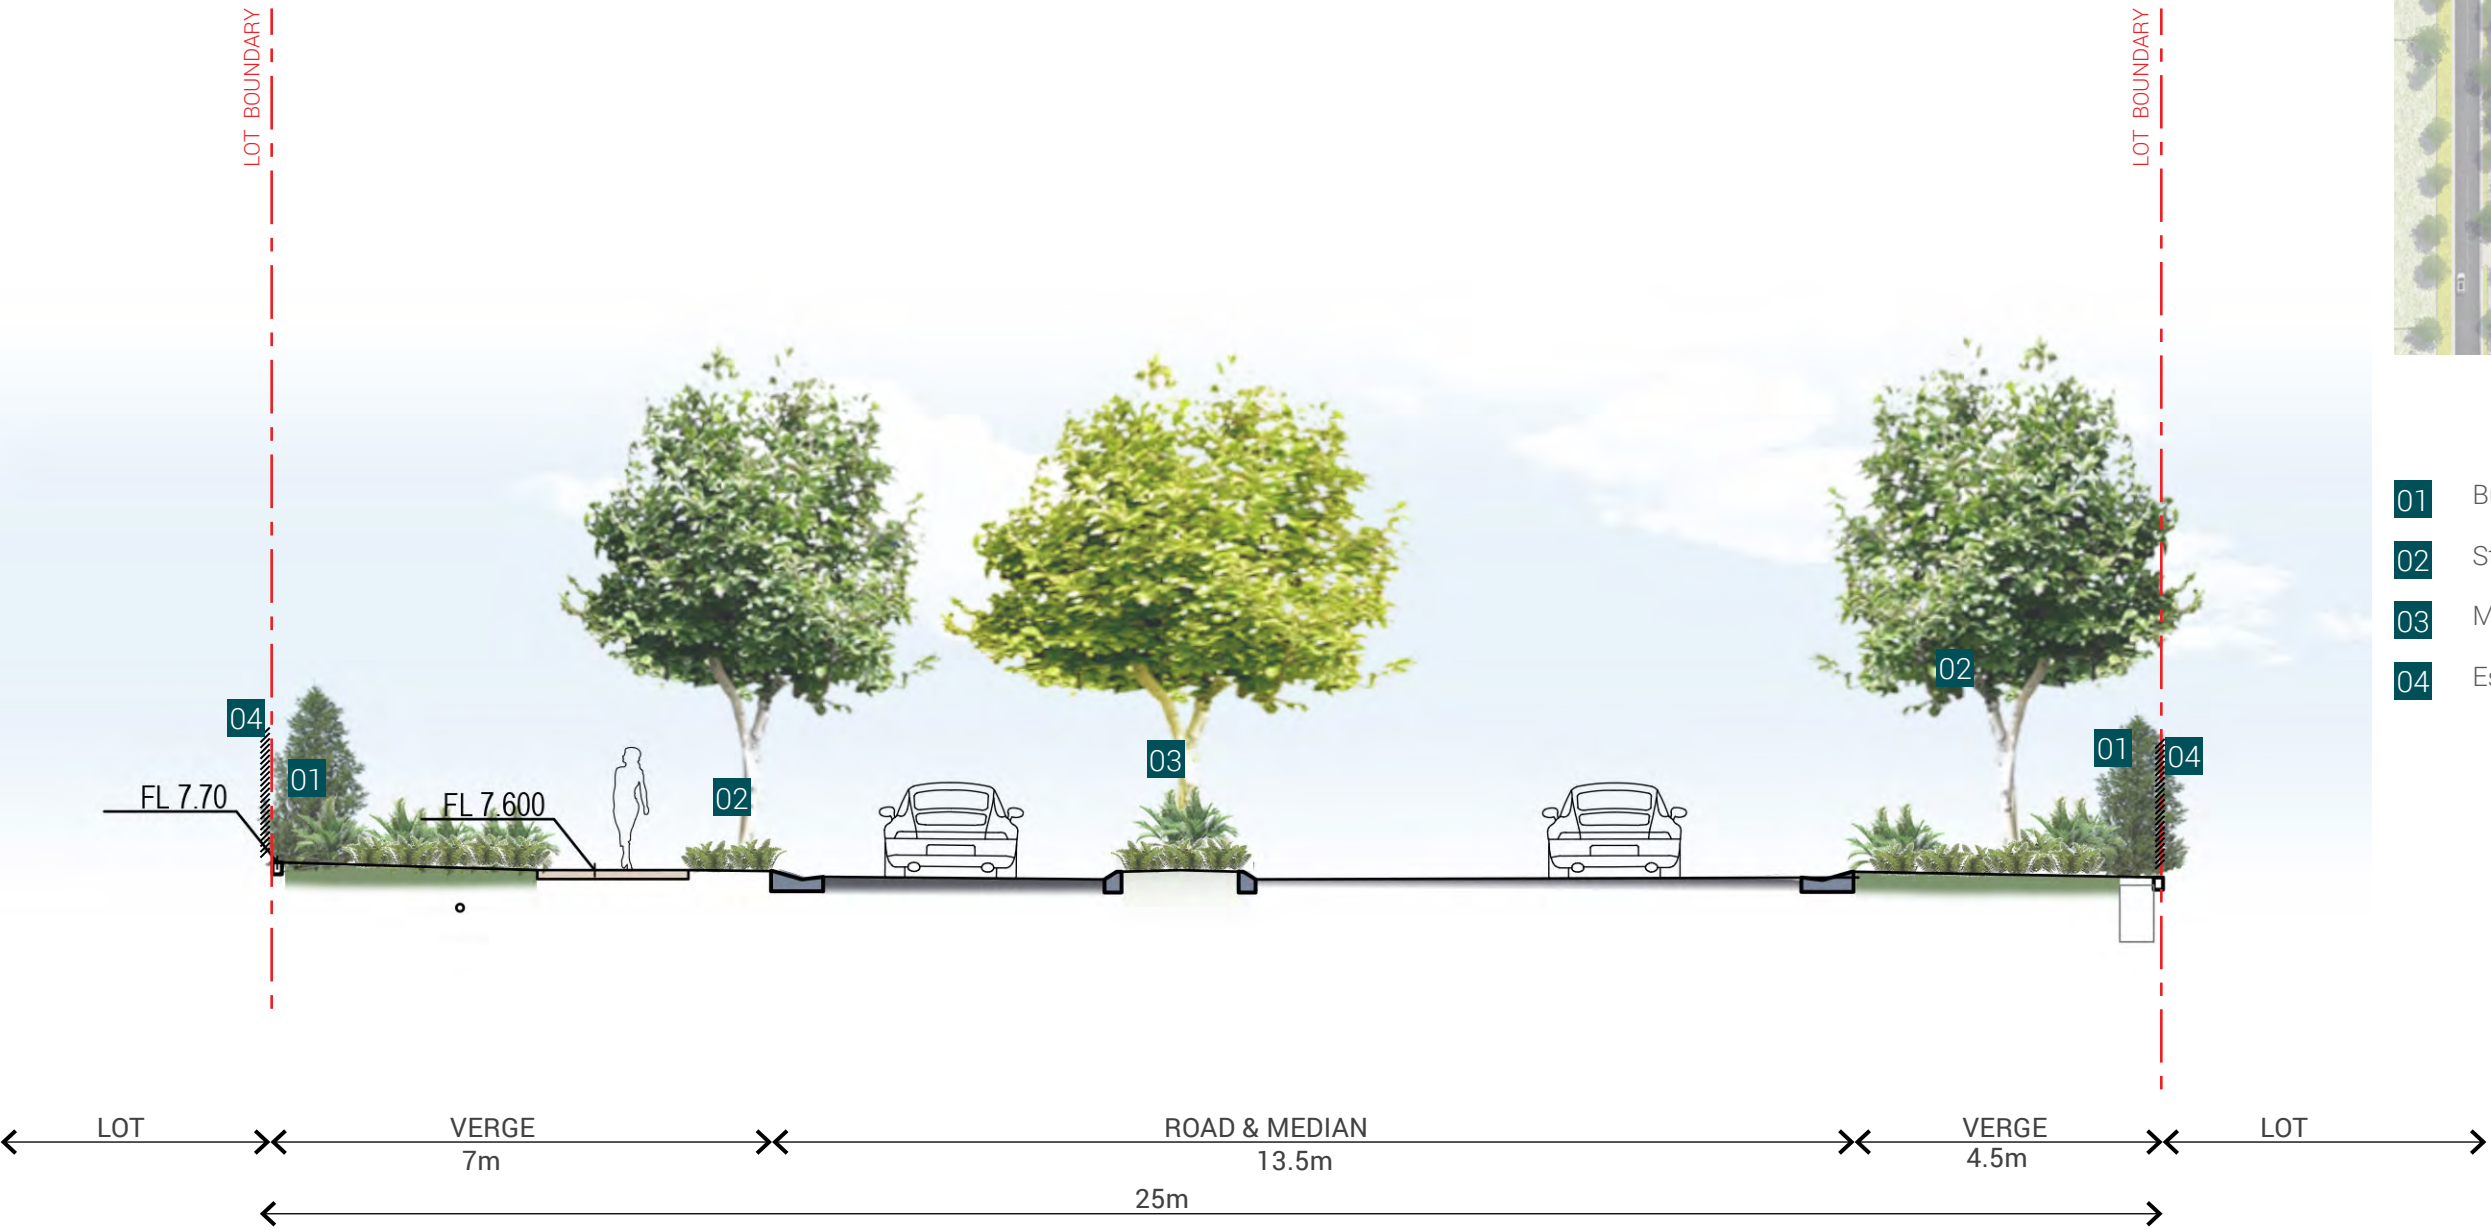 LOT BOUNDARY
LOT BOUNDARY
01
02
03
04
04
01
02
03
02
01
04
FL 7.70
FL 7.600
LOT
VERGE
7m
ROAD & MEDIAN
13.5m
VERGE
4.5m
LOT
25m